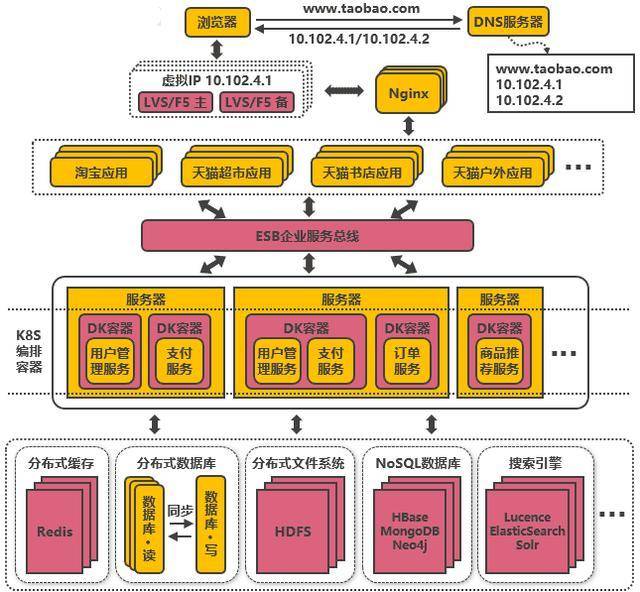 浏览器
www.taobao.com
10.102.4.1/10.102.4.2
DNS服务器
www.taobao.com
10.102.4.1
10.102.4.2
虚拟IP 10.102.4.1
LVS/F5 主
LVS/F5 备
Nginx
淘宝应用
天猫超市应用
天猫书店应用
天猫户外应用
ESB企业服务总线
K8S
编排
容器
服务器
DK容器
用户管
理服务
DK容器
支付
服务
服务器
DK容器
用户管
理服务
支付
服务
DK容器
订单
服务
服务器
DK容器
商品推
荐服务
分布式缓存
Redis
分布式数据库
数据库·读
同步
数据库·写
分布式文件系统
HDFS
NoSQL数据库
HBase
MongoDB
Neo4j
搜索引擎
Lucence
ElasticSearch
Solr